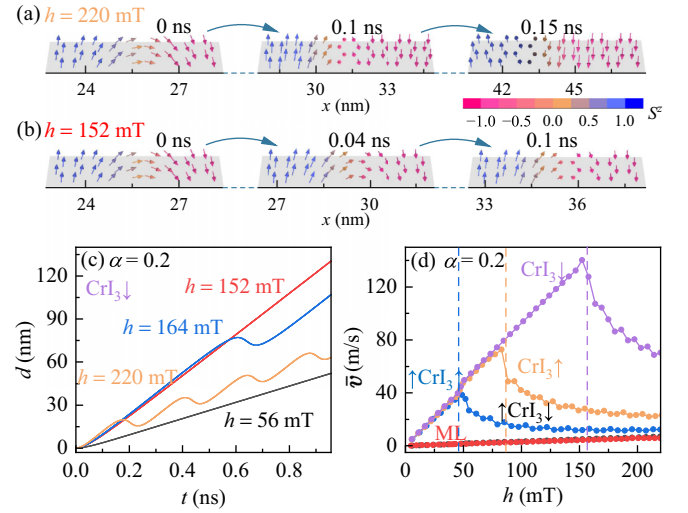 (a) h = 220 mT
0 ns 0.1 ns 0.15 ns
24 27 30 33 42 45
x (nm)
−1.0 −0.5 0.0 0.5 1.0 S^z
(b) h = 152 mT
0 ns 0.04 ns 0.1 ns
24 27 27 30 33 36
x (nm) x (nm)
(c) α = 0.2
CrI₃↓
h = 152 mT
h = 164 mT
h = 220 mT
h = 56 mT
d (nm)
120
90
60
30
0
0.0 0.2 0.4 0.6 0.8
t (ns)
(d) α = 0.2
CrI₃↓
CrI₃↑
↑CrI₃↑
↑CrI₃↓
ML
v̄ (m/s)
140
80
40
0
0 50 100 150 200
h (mT)